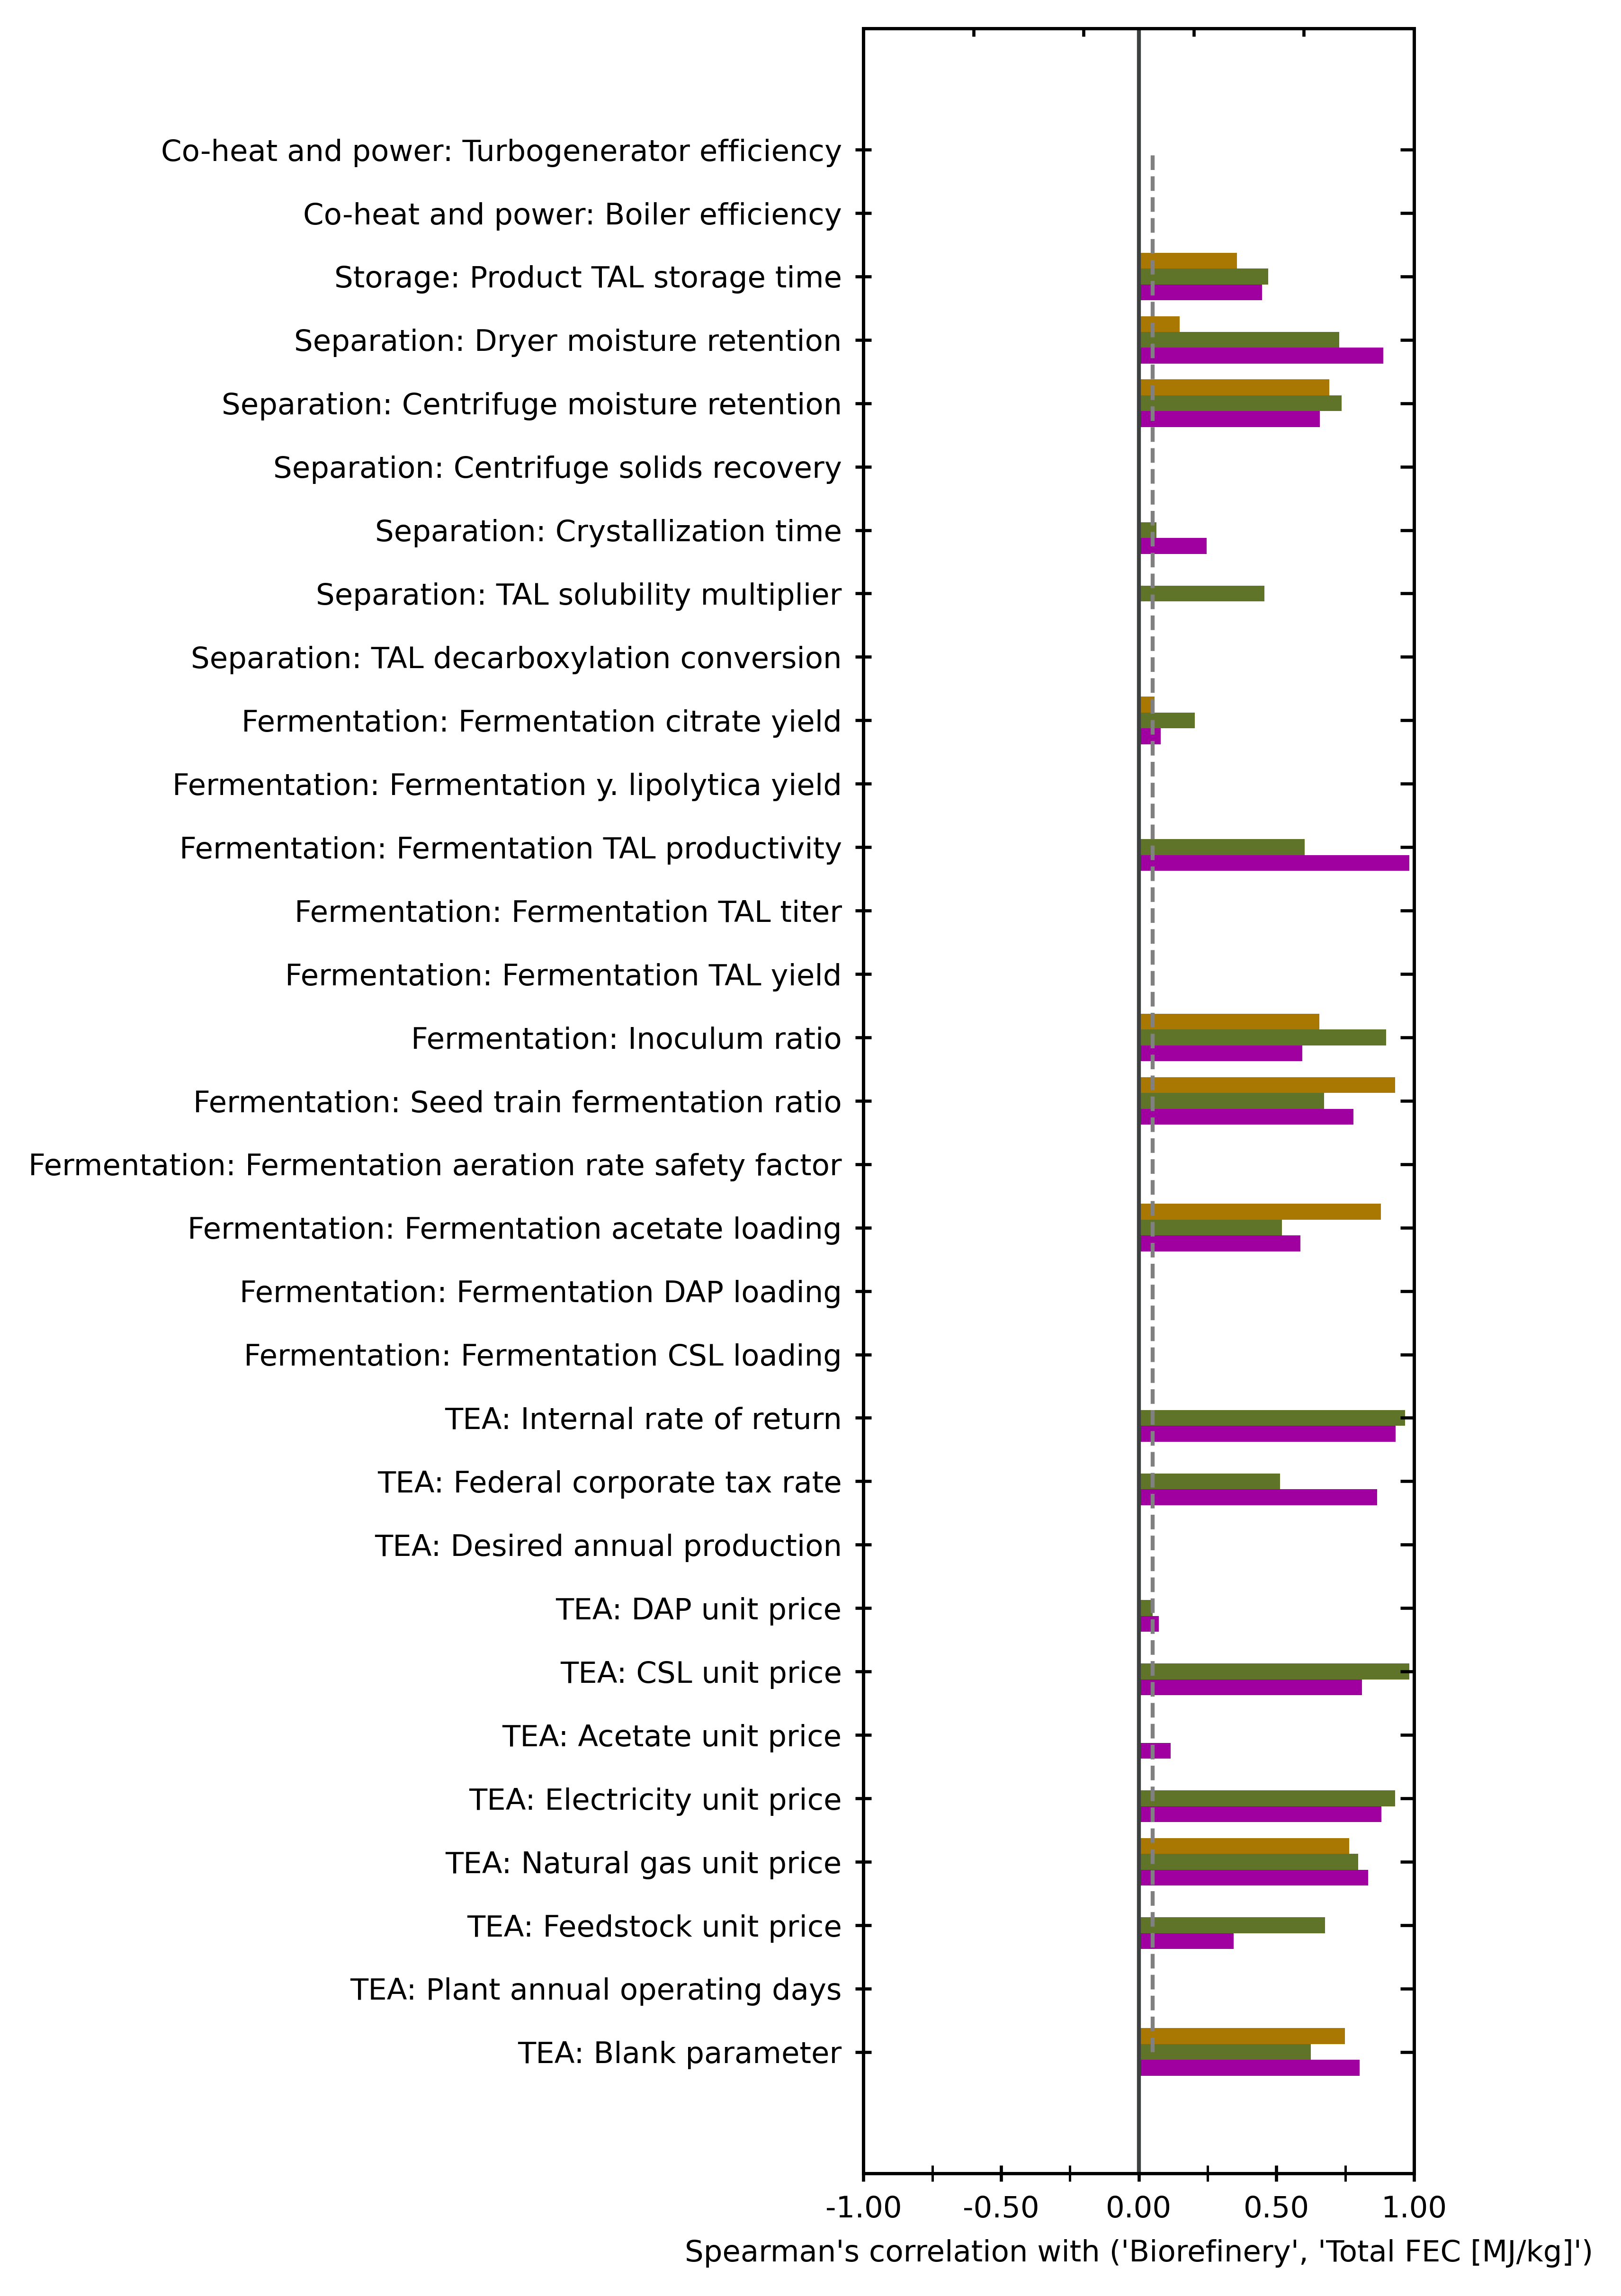 Co-heat and power: Turbogenerator efficiency
Co-heat and power: Boiler efficiency
Storage: Product TAL storage time
Separation: Dryer moisture retention
Separation: Centrifuge moisture retention
Separation: Centrifuge solids recovery
Separation: Crystallization time
Separation: TAL solubility multiplier
Separation: TAL decarboxylation conversion
Fermentation: Fermentation citrate yield
Fermentation: Fermentation y. lipolytica yield
Fermentation: Fermentation TAL productivity
Fermentation: Fermentation TAL titer
Fermentation: Fermentation TAL yield
Fermentation: Inoculum ratio
Fermentation: Seed train fermentation ratio
Fermentation: Fermentation aeration rate safety factor
Fermentation: Fermentation acetate loading
Fermentation: Fermentation DAP loading
Fermentation: Fermentation CSL loading
TEA: Internal rate of return
TEA: Federal corporate tax rate
TEA: Desired annual production
TEA: DAP unit price
TEA: CSL unit price
TEA: Acetate unit price
TEA: Electricity unit price
TEA: Natural gas unit price
TEA: Feedstock unit price
TEA: Plant annual operating days
TEA: Blank parameter
-1.00 -0.50 0.00 0.50 1.00
Spearman's correlation with ('Biorefinery', 'Total FEC [MJ/kg]')